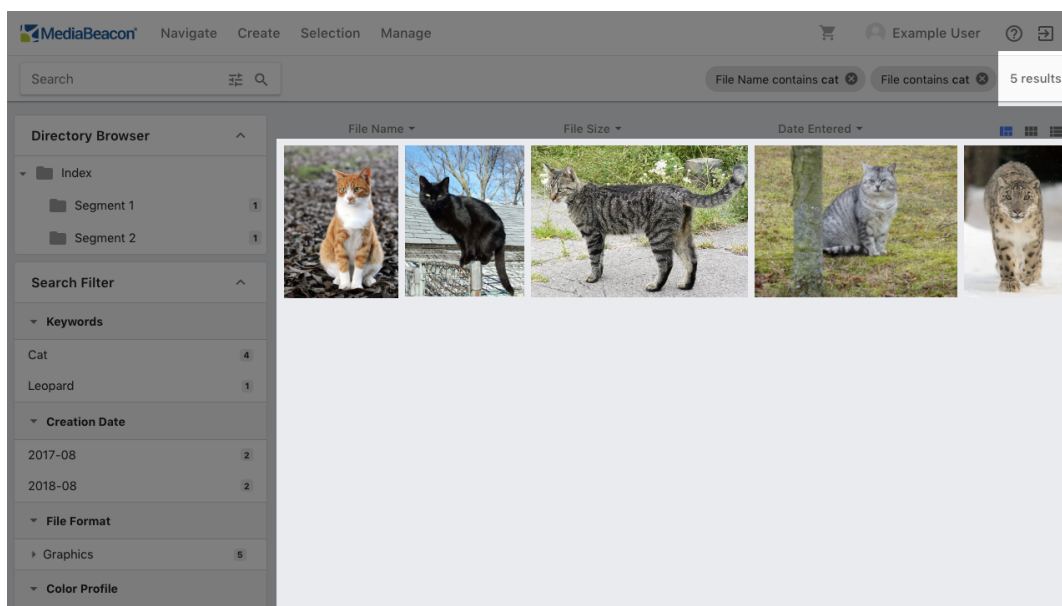 MediaBeacon® Navigate Create Selection Manage Example User
Search File Name contains cat File contains cat 5 results
File Name File Size Date Entered
Directory Browser
Index
Segment 1 1
Segment 2 1
Search Filter
Keywords
Cat 4
Leopard 1
Creation Date
2017-08 2
2018-08 2
File Format
Graphics 5
Color Profile